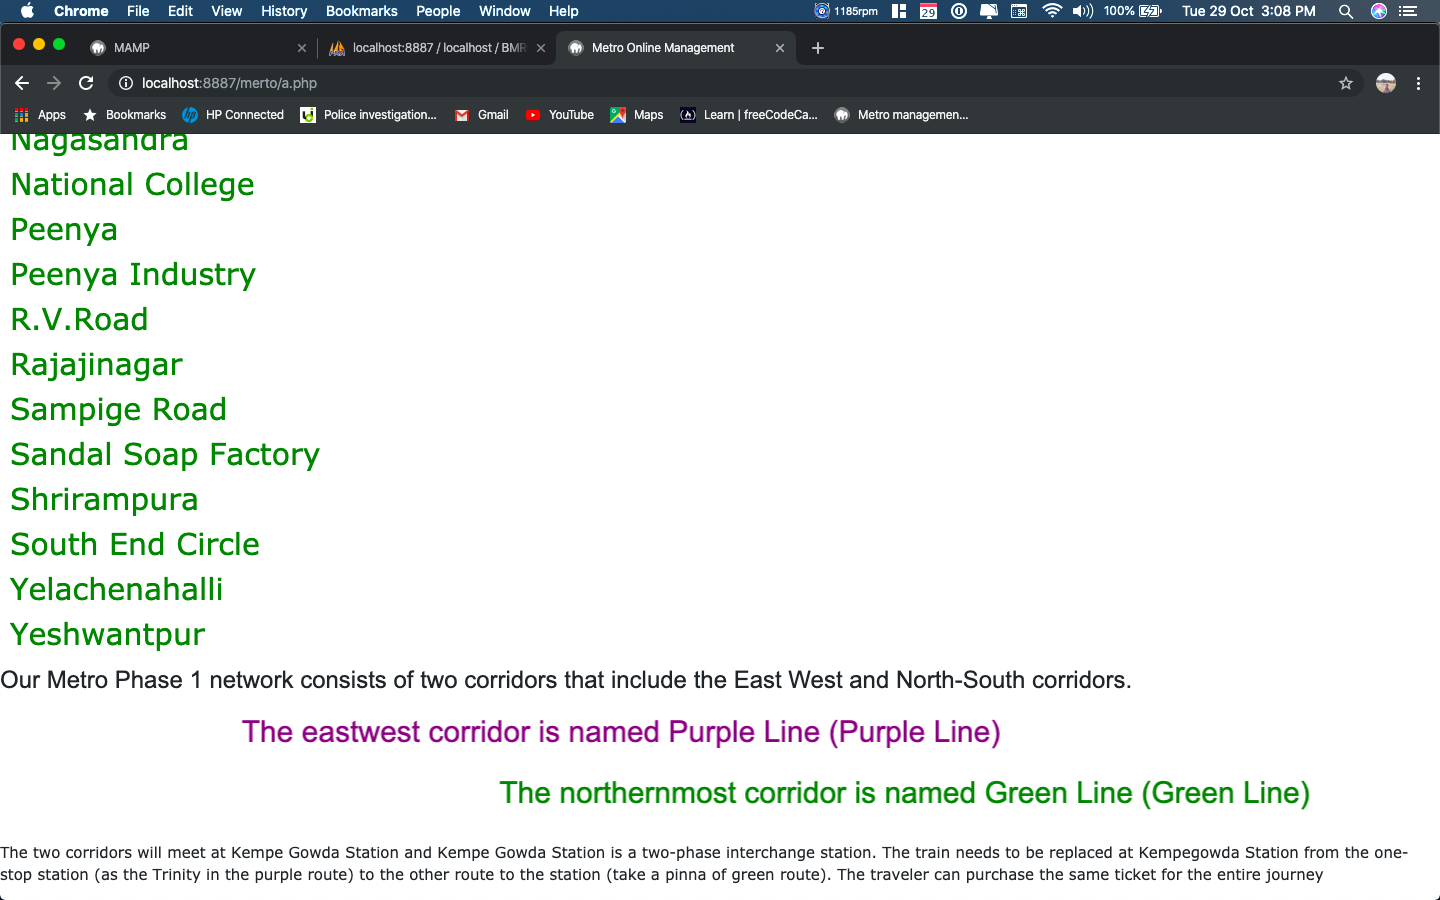 Chrome File Edit View History Bookmarks People Window Help 1185rpm 29 100% Tue 29 Oct 3:08 PM
MAMP localhost:8887 / localhost / BMR Metro Online Management
localhost:8887/merto/a.php
Apps Bookmarks HP Connected Police investigation... Gmail YouTube Maps Learn | freeCodeCa... Metro managemen...
Nagasandra
National College
Peenya
Peenya Industry
R.V.Road
Rajajinagar
Sampige Road
Sandal Soap Factory
Shrirampura
South End Circle
Yelachenahalli
Yeshwantpur
Our Metro Phase 1 network consists of two corridors that include the East West and North-South corridors.
The eastwest corridor is named Purple Line (Purple Line)
The northernmost corridor is named Green Line (Green Line)
The two corridors will meet at Kempe Gowda Station and Kempe Gowda Station is a two-phase interchange station. The train needs to be replaced at Kempegowda Station from the one-
stop station (as the Trinity in the purple route) to the other route to the station (take a pinna of green route). The traveler can purchase the same ticket for the entire journey